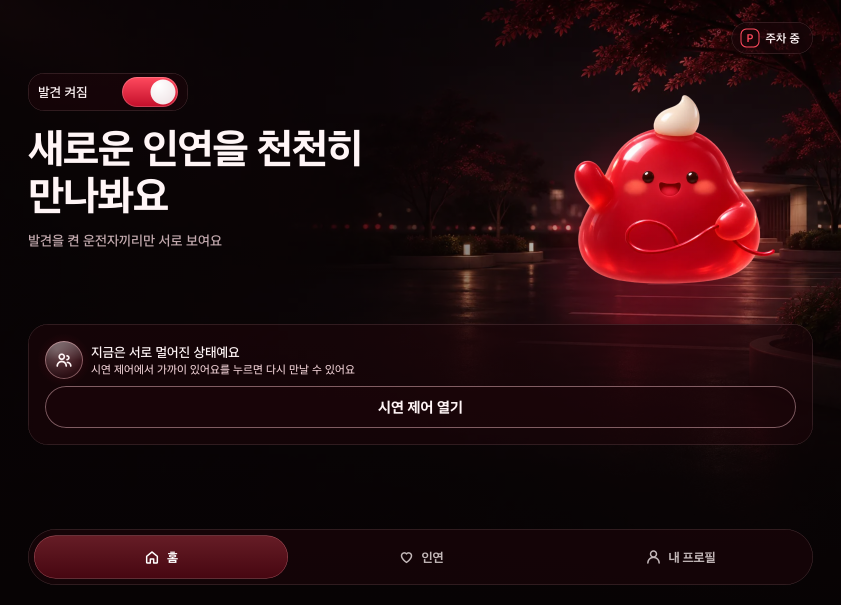 P 주차 중
발견 켜짐
새로운 인연을 천천히
만나봐요
발견을 켠 운전자끼리만 서로 보여요
지금은 서로 멀어진 상태예요
시연 제어에서 가까이 있어요를 누르면 다시 만날 수 있어요
시연 제어 열기
홈
인연
내 프로필